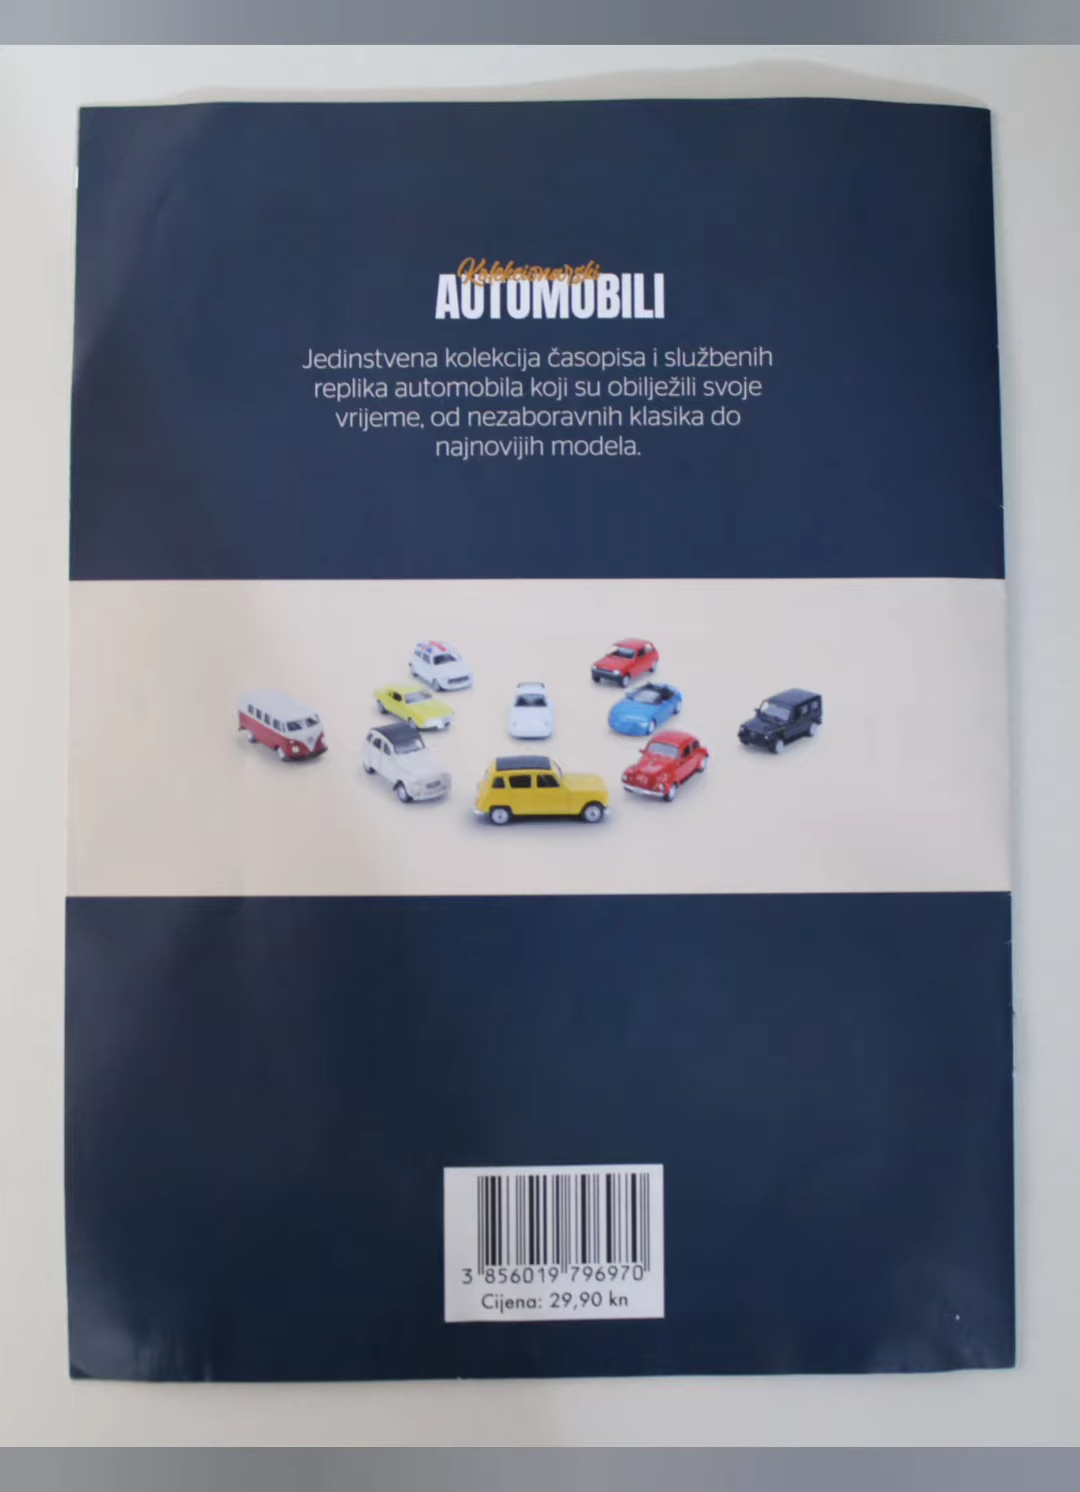 Kolekcionarski
AUTOMOBILI
Jedinstvena kolekcija časopisa i službenih
replika automobila koji su obilježili svoje
vrijeme, od nezaboravnih klasika do
najnovijih modela.
3 856019 796970
Cijena: 29,90 kn